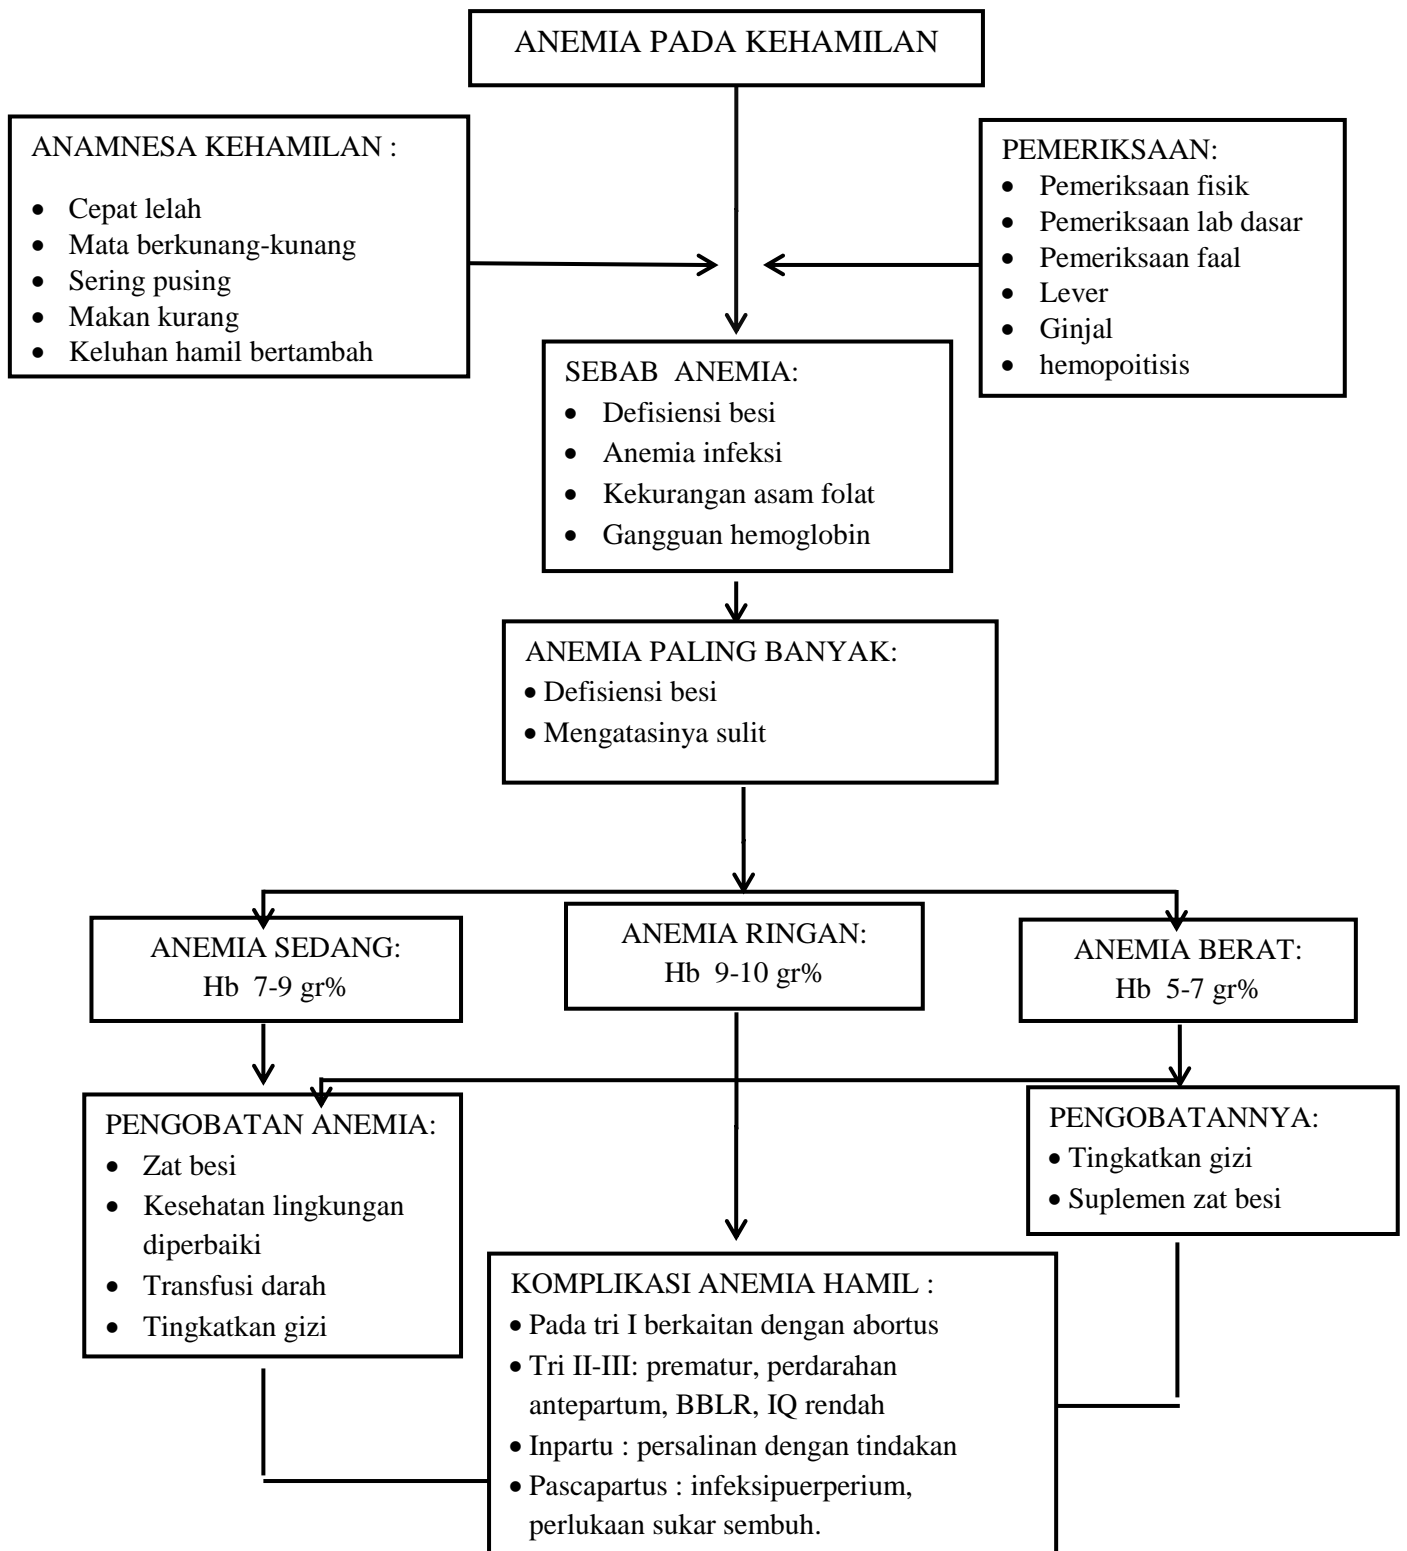 ANEMIA PADA KEHAMILAN
ANAMNESA KEHAMILAN :
• Cepat lelah
• Mata berkunang-kunang
• Sering pusing
• Makan kurang
• Keluhan hamil bertambah
PEMERIKSAAN:
• Pemeriksaan fisik
• Pemeriksaan lab dasar
• Pemeriksaan faal
• Lever
• Ginjal
• hemopoitisis
SEBAB ANEMIA:
• Defisiensi besi
• Anemia infeksi
• Kekurangan asam folat
• Gangguan hemoglobin
ANEMIA PALING BANYAK:
• Defisiensi besi
• Mengatasinya sulit
ANEMIA SEDANG:
Hb 7-9 gr%
ANEMIA RINGAN:
Hb 9-10 gr%
ANEMIA BERAT:
Hb 5-7 gr%
PENGOBATAN ANEMIA:
• Zat besi
• Kesehatan lingkungan
diperbaiki
• Transfusi darah
• Tingkatkan gizi
PENGOBATANNYA:
• Tingkatkan gizi
• Suplemen zat besi
KOMPLIKASI ANEMIA HAMIL :
• Pada tri I berkaitan dengan abortus
• Tri II-III: prematur, perdarahan
antepartum, BBLR, IQ rendah
• Inpartu : persalinan dengan tindakan
• Pascapartus : infeksipuerperium,
perlukaan sukar sembuh.